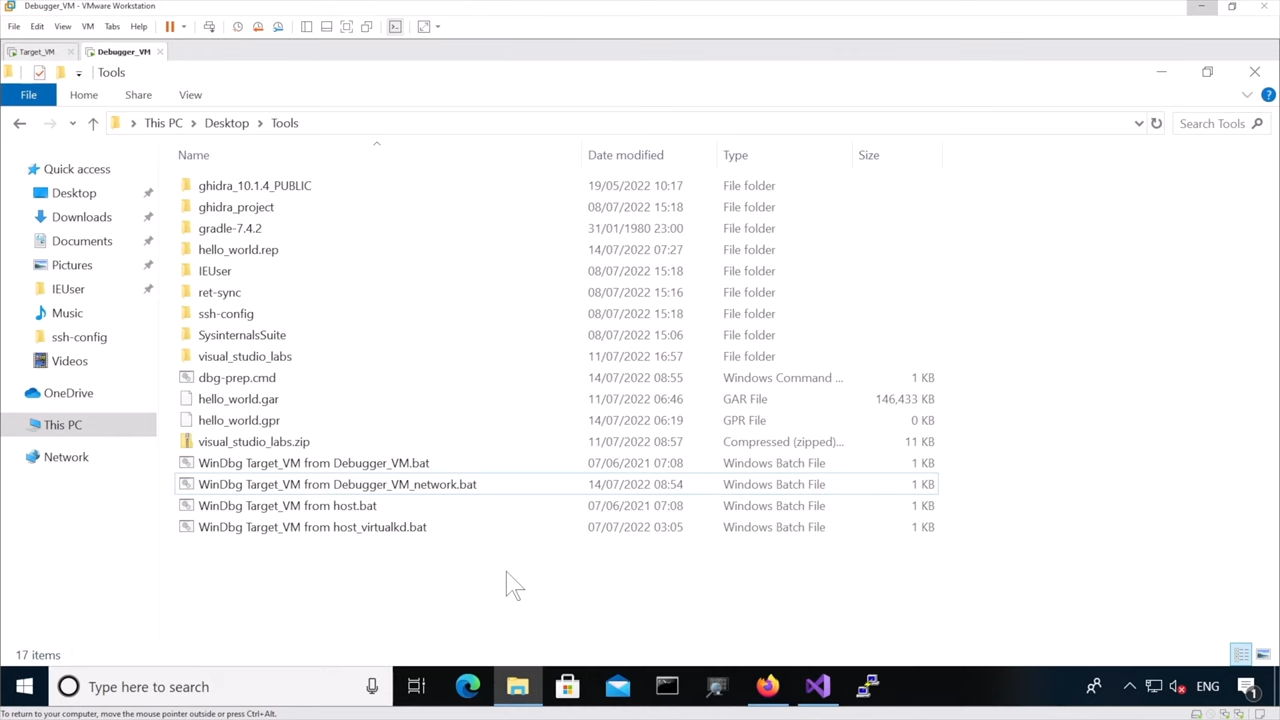 Debugger_VM - VMware Workstation
File Edit View VM Tabs Help
Target_VM
Debugger_VM
Tools
File Home Share View
This PC Desktop Tools
Search Tools
Name Date modified Type Size
Quick access
Desktop
Downloads
Documents
Pictures
IEUser
Music
ssh-config
Videos
OneDrive
This PC
Network
ghidra_10.1.4_PUBLIC 19/05/2022 10:17 File folder
ghidra_project 08/07/2022 15:18 File folder
gradle-7.4.2 31/01/1980 23:00 File folder
hello_world.rep 14/07/2022 07:27 File folder
IEUser 08/07/2022 15:18 File folder
ret-sync 08/07/2022 15:16 File folder
ssh-config 08/07/2022 15:18 File folder
SysinternalsSuite 08/07/2022 15:06 File folder
visual_studio_labs 11/07/2022 16:57 File folder
dbg-prep.cmd 14/07/2022 08:55 Windows Command ... 1 KB
hello_world.gar 11/07/2022 06:46 GAR File 146,433 KB
hello_world.gpr 14/07/2022 06:19 GPR File 0 KB
visual_studio_labs.zip 11/07/2022 08:57 Compressed (zipped)... 11 KB
WinDbg Target_VM from Debugger_VM.bat 07/06/2021 07:08 Windows Batch File 1 KB
WinDbg Target_VM from Debugger_VM_network.bat 14/07/2022 08:54 Windows Batch File 1 KB
WinDbg Target_VM from host.bat 07/06/2021 07:08 Windows Batch File 1 KB
WinDbg Target_VM from host_virtualkd.bat 07/07/2022 03:05 Windows Batch File 1 KB
17 items
Type here to search
ENG
1
To return to your computer, move the mouse pointer outside or press Ctrl+Alt.